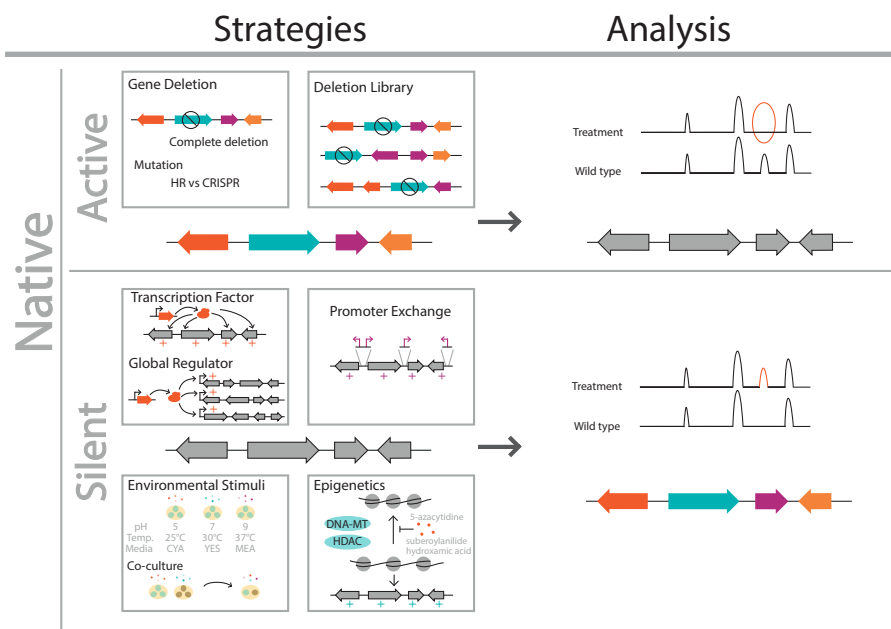 Strategies
Analysis
Native
Active
Gene Deletion
Complete deletion
Mutation
HR vs CRISPR
Deletion Library
Treatment
Wild type
Silent
Transcription Factor
+ + + +
Global Regulator
+
+
+
Promoter Exchange
+ + +
Treatment
Wild type
Environmental Stimuli
pH 5 7 9
Temp. 25°C 30°C 37°C
Media CYA YES MEA
Co-culture
Epigenetics
DNA-MT
HDAC
5-azacytidine
suberoylanilide
hydroxamic acid
+ + + +